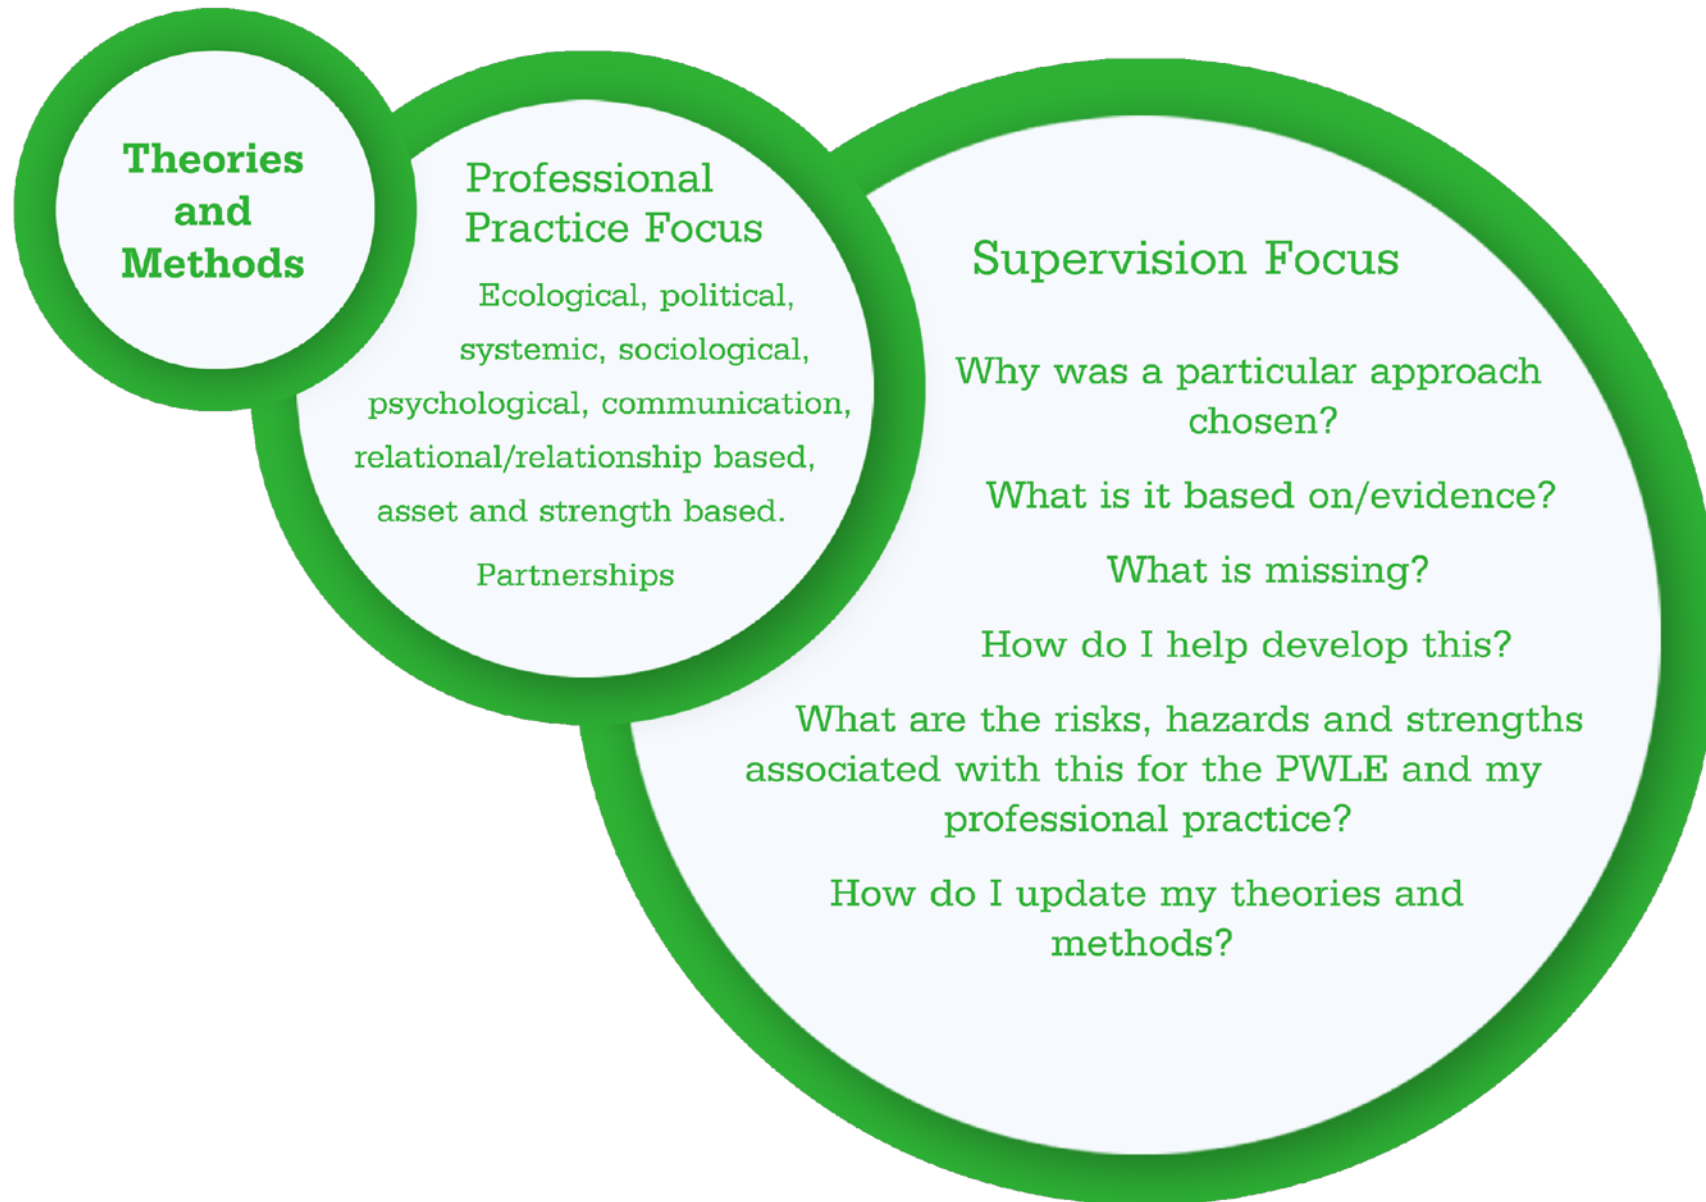 Theories
and
Methods
Professional
Practice Focus
Ecological, political,
systemic, sociological,
psychological, communication,
relational/relationship based,
asset and strength based.
Partnerships
Supervision Focus
Why was a particular approach
chosen?
What is it based on/evidence?
What is missing?
How do I help develop this?
What are the risks, hazards and strengths
associated with this for the PWLE and my
professional practice?
How do I update my theories and
methods?